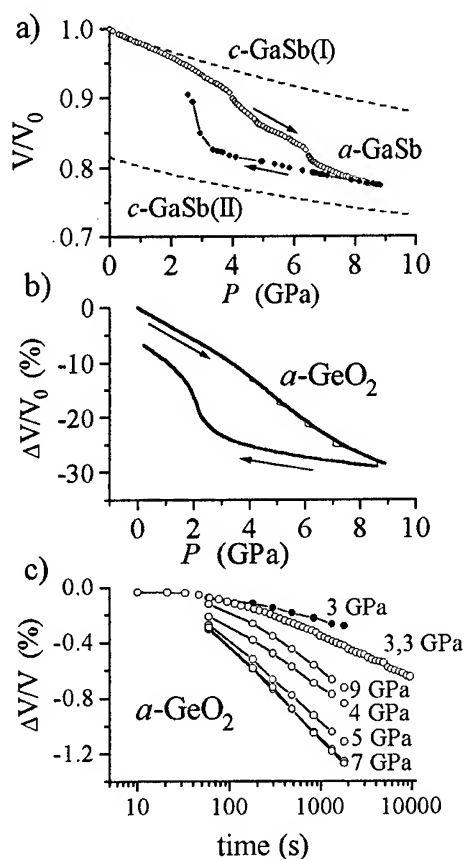 a)
1.0
0.9
0.8
0.7
V/V₀
c-GaSb(I)
a-GaSb
c-GaSb(II)
0 2 4 6 8 10
P (GPa)
b)
0
-10
-20
-30
ΔV/V₀ (%)
a-GeO₂
0 2 4 6 8 10
P (GPa)
c)
0.0
-0.4
-0.8
-1.2
ΔV/V (%)
3 GPa
3,3 GPa
9 GPa
4 GPa
5 GPa
7 GPa
a-GeO₂
10 100 1000 10000
time (s)